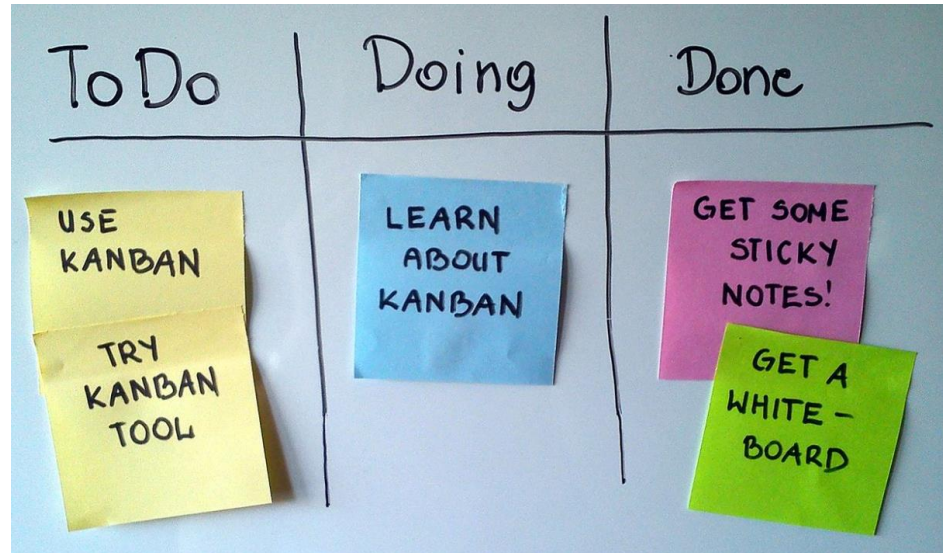 To Do
Doing
Done
USE
KANBAN
TRY
KANBAN
TOOL
LEARN
ABOUT
KANBAN
GET SOME
STICKY
NOTES!
GET A
WHITE-
BOARD